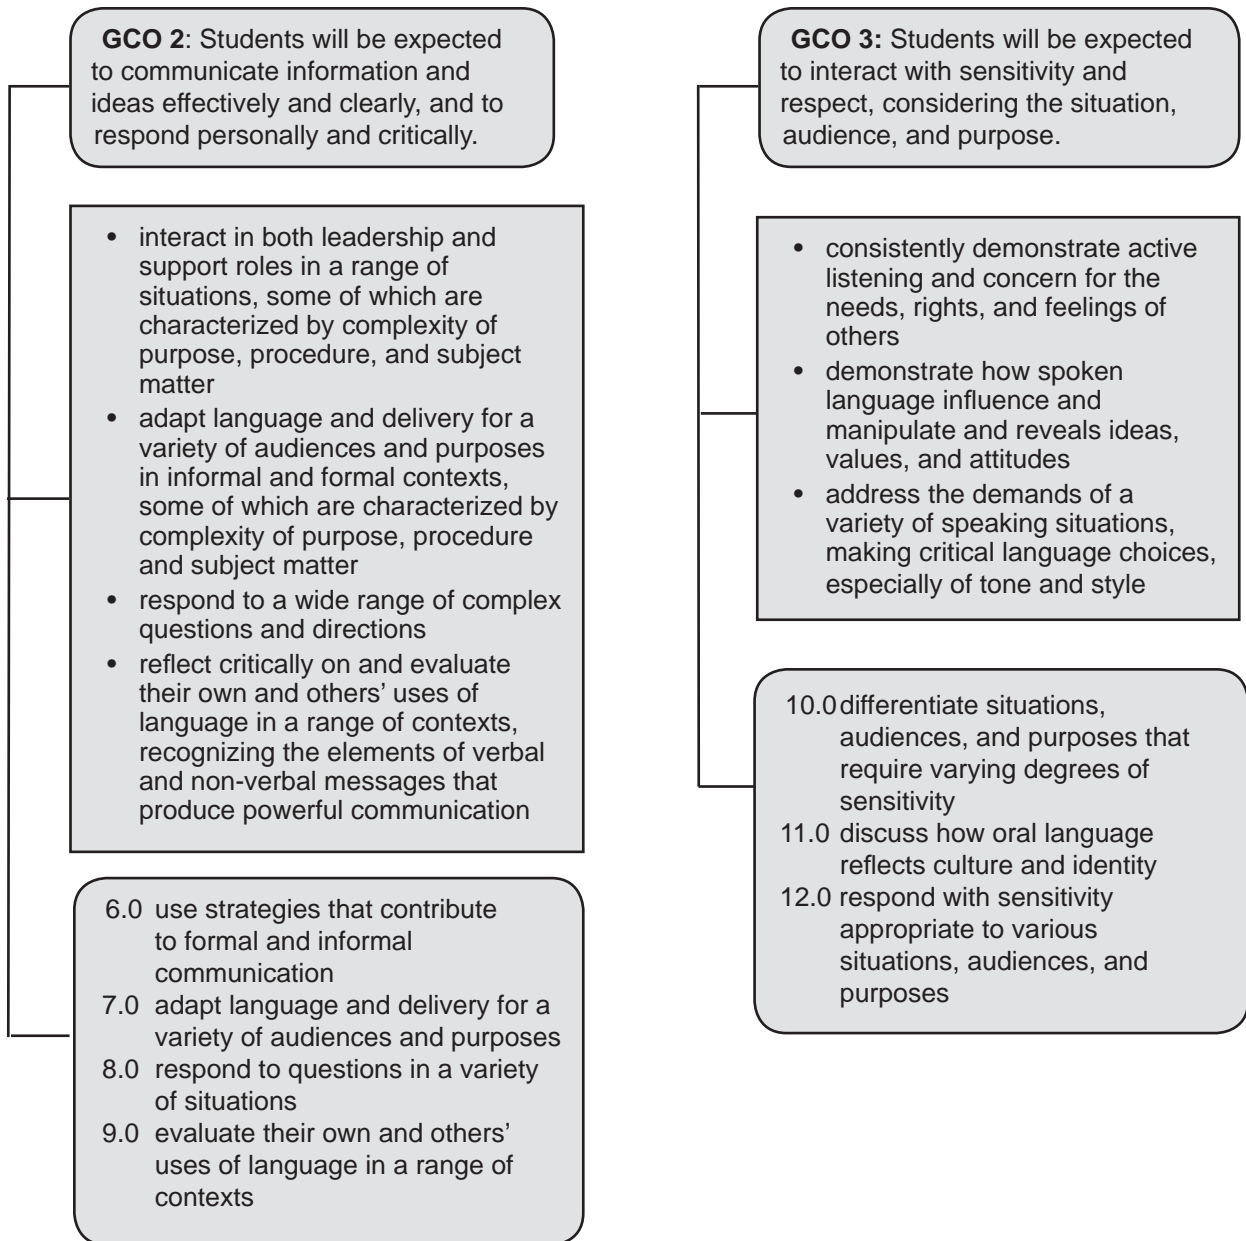 GCO 2: Students will be expected
to communicate information and
ideas effectively and clearly, and to
respond personally and critically.
• interact in both leadership and
support roles in a range of
situations, some of which are
characterized by complexity of
purpose, procedure, and subject
matter
• adapt language and delivery for a
variety of audiences and purposes
in informal and formal contexts,
some of which are characterized by
complexity of purpose, procedure
and subject matter
• respond to a wide range of complex
questions and directions
• reflect critically on and evaluate
their own and others’ uses of
language in a range of contexts,
recognizing the elements of verbal
and non-verbal messages that
produce powerful communication
6.0 use strategies that contribute
to formal and informal
communication
7.0 adapt language and delivery for a
variety of audiences and purposes
8.0 respond to questions in a variety
of situations
9.0 evaluate their own and others’
uses of language in a range of
contexts
GCO 3: Students will be expected
to interact with sensitivity and
respect, considering the situation,
audience, and purpose.
• consistently demonstrate active
listening and concern for the
needs, rights, and feelings of
others
• demonstrate how spoken
language influence and
manipulate and reveals ideas,
values, and attitudes
• address the demands of a
variety of speaking situations,
making critical language choices,
especially of tone and style
10.0 differentiate situations,
audiences, and purposes that
require varying degrees of
sensitivity
11.0 discuss how oral language
reflects culture and identity
12.0 respond with sensitivity
appropriate to various
situations, audiences, and
purposes